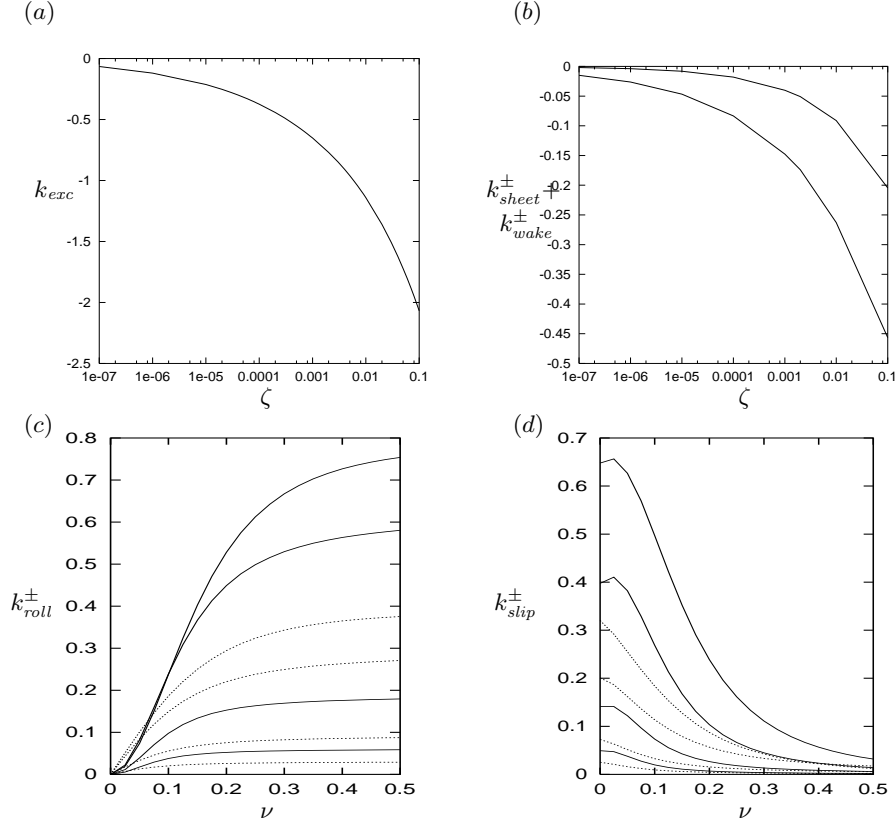 (a)
0
-0.5
-1
-1.5
-2
-2.5
k_exc
1e-07 1e-06 1e-05 0.0001 0.001 0.01 0.1
ζ
(b)
0
-0.05
-0.1
-0.15
-0.2
-0.25
-0.3
-0.35
-0.4
-0.45
-0.5
k^±_sheet +
k^±_wake
1e-07 1e-06 1e-05 0.0001 0.001 0.01 0.1
ζ
(c)
0.8
0.7
0.6
0.5
0.4
0.3
0.2
0.1
0
k^±_roll
0 0.1 0.2 0.3 0.4 0.5
ν
(d)
0.7
0.6
0.5
0.4
0.3
0.2
0.1
0
k^±_slip
0 0.1 0.2 0.3 0.4 0.5
ν